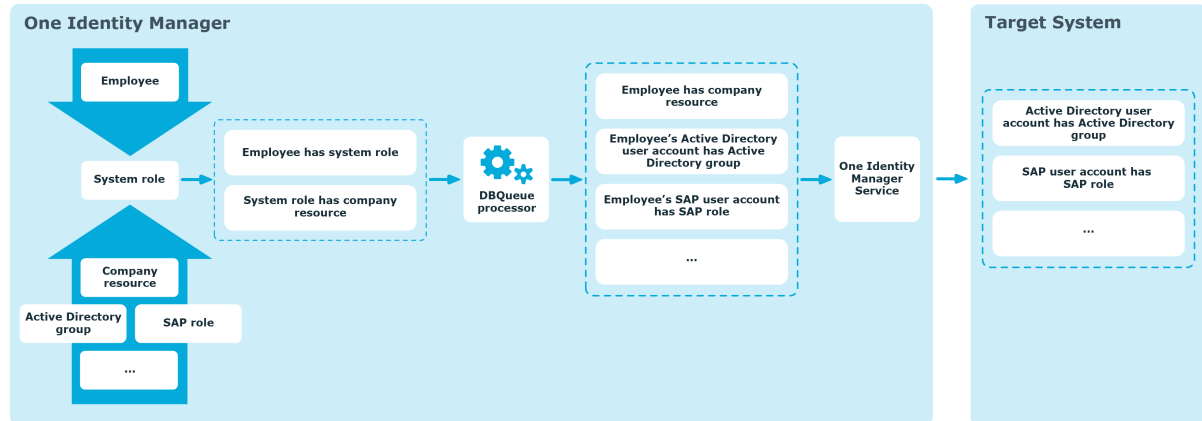 One Identity Manager
Employee
System role
Company
resource
Active Directory
group
SAP role
...
Employee has system role
System role has company
resource
DBQueue
processor
Employee has company
resource
Employee's Active Directory
user account has Active
Directory group
Employee's SAP user account
has SAP role
...
One Identity
Manager
Service
Target System
Active Directory user
account has Active Directory
group
SAP user account has
SAP role
...